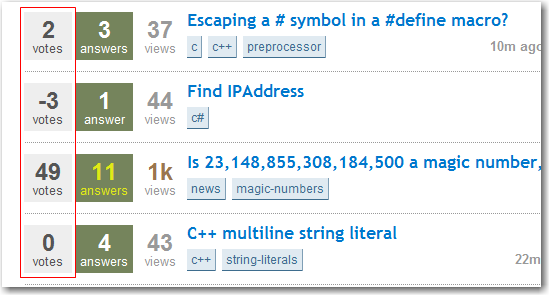 2 votes 3 answers 37 views Escaping a # symbol in a #define macro?
c c++ preprocessor 10m ago
-3 votes 1 answer 44 views Find IPAddress
c#
49 votes 11 answers 1k views Is 23,148,855,308,184,500 a magic number,
news magic-numbers
0 votes 4 answers 43 views C++ multiline string literal
c++ string-literals 22m